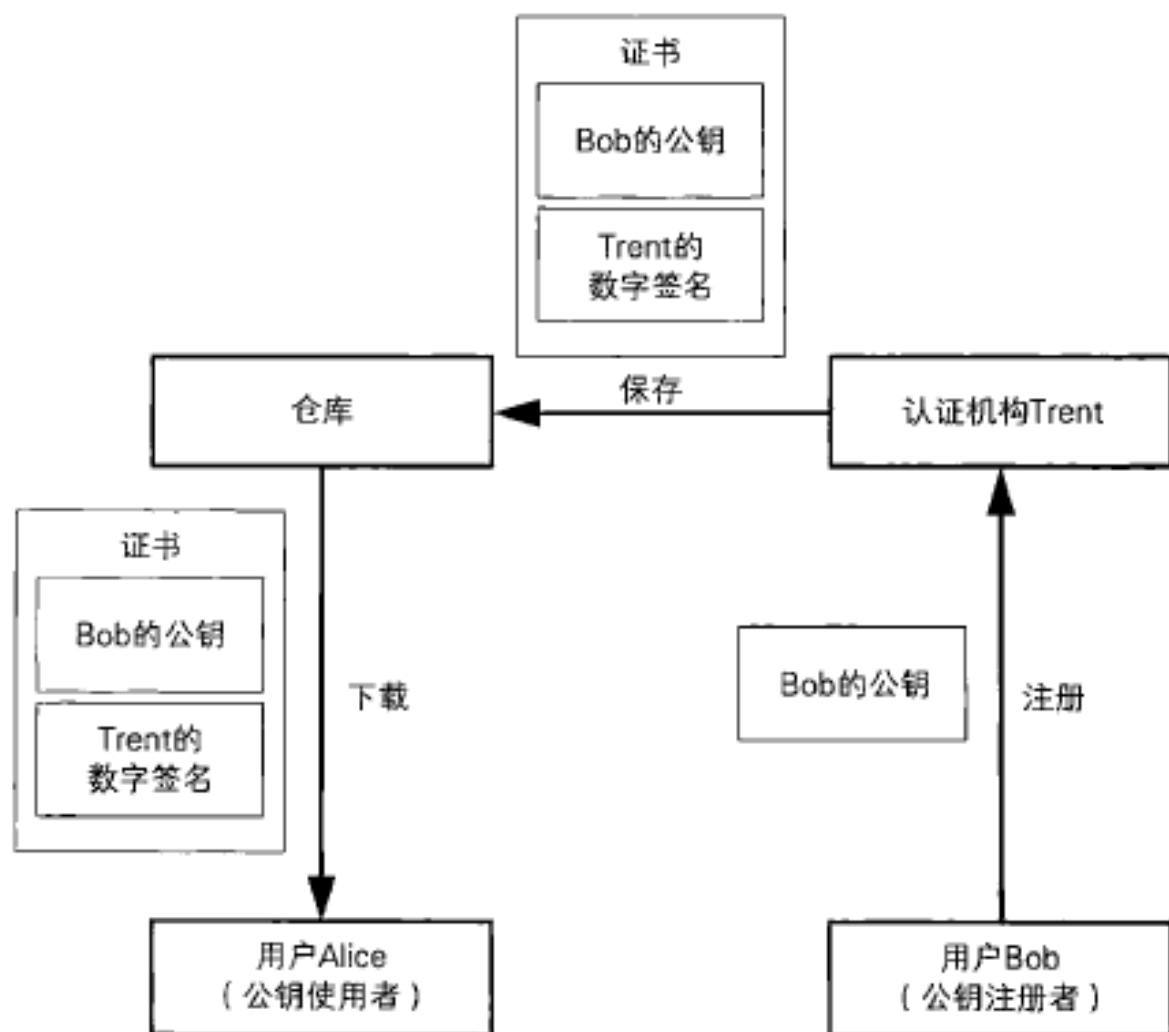 证书
Bob的公钥
Trent的
数字签名
仓库
保存
认证机构Trent
证书
Bob的公钥
Trent的
数字签名
下载
Bob的公钥
注册
用户Alice
（公钥使用者）
用户Bob
（公钥注册者）